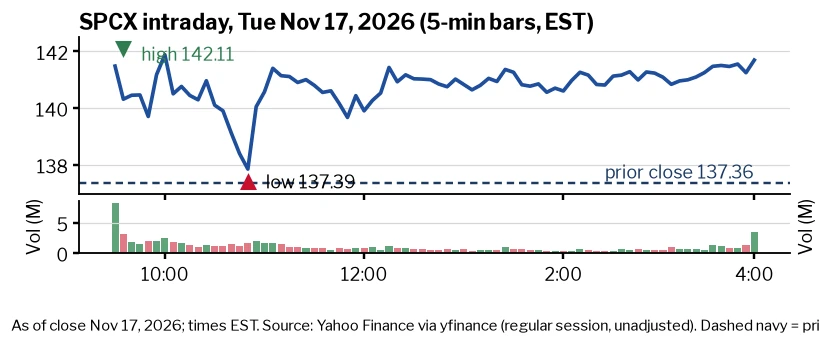 SPCX intraday, Tue Nov 17, 2026 (5-min bars, EST)
142
high 142.11
140
138
prior close 137.36
low 137.39
Vol (M)
5
0
Vol (M)
10:00
12:00
2:00
4:00
As of close Nov 17, 2026; times EST. Source: Yahoo Finance via yfinance (regular session, unadjusted). Dashed navy = pri